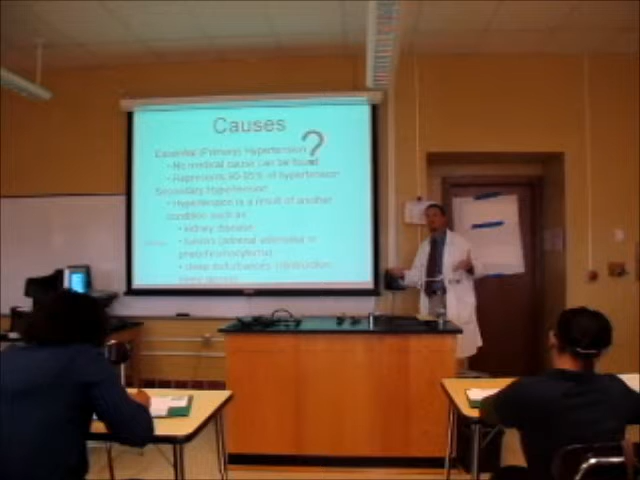 Causes
?
Essential (Primary) Hypertension
• No medical cause can be found
• Represents 90-95% of hypertension
Secondary Hypertension
• Hypertension is a result of another
condition such as:
• kidney disease
• tumors (adrenal adenoma or
pheochromocytoma)
• sleep disturbances